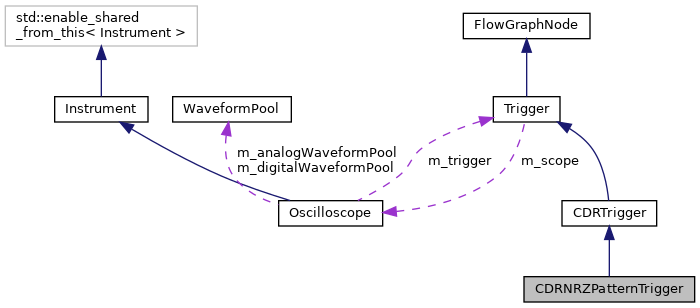 std::enable_shared
_from_this< Instrument >
FlowGraphNode
Instrument
WaveformPool
Trigger
m_analogWaveformPool
m_digitalWaveformPool
m_trigger
m_scope
Oscilloscope
CDRTrigger
CDRNRZPatternTrigger